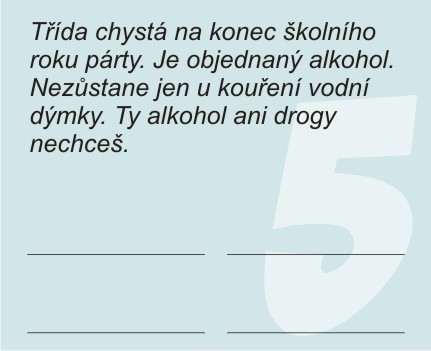 Třída chystá na konec školního
roku párty. Je objednaný alkohol.
Nezůstane jen u kouření vodní
dýmky. Ty alkohol ani drogy
nechceš.
5